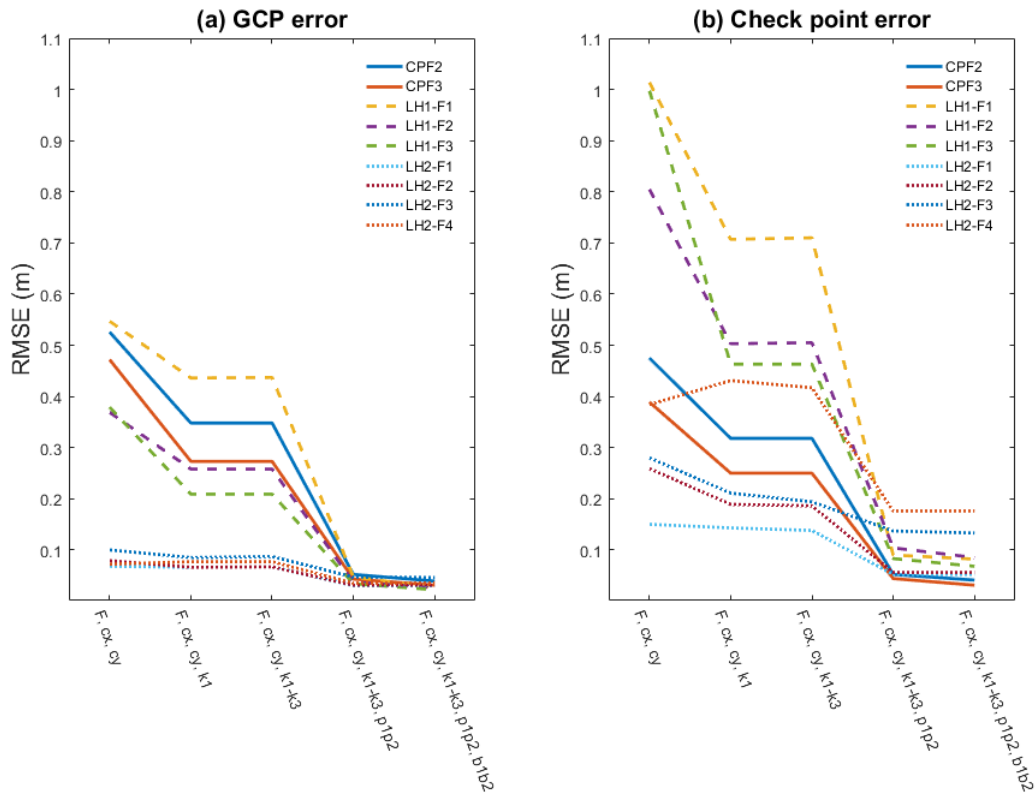 (a) GCP error
RMSE (m)
1.1
1
0.9
0.8
0.7
0.6
0.5
0.4
0.3
0.2
0.1
CPF2
CPF3
LH1-F1
LH1-F2
LH1-F3
LH2-F1
LH2-F2
LH2-F3
LH2-F4
F, cx, cy
F, cx, cy, k1
F, cx, cy, k1-k3
F, cx, cy, k1-k3, p1p2
F, cx, cy, k1-k3, p1p2, b1b2
(b) Check point error
RMSE (m)
1.1
1
0.9
0.8
0.7
0.6
0.5
0.4
0.3
0.2
0.1
CPF2
CPF3
LH1-F1
LH1-F2
LH1-F3
LH2-F1
LH2-F2
LH2-F3
LH2-F4
F, cx, cy
F, cx, cy, k1
F, cx, cy, k1-k3
F, cx, cy, k1-k3, p1p2
F, cx, cy, k1-k3, p1p2, b1b2